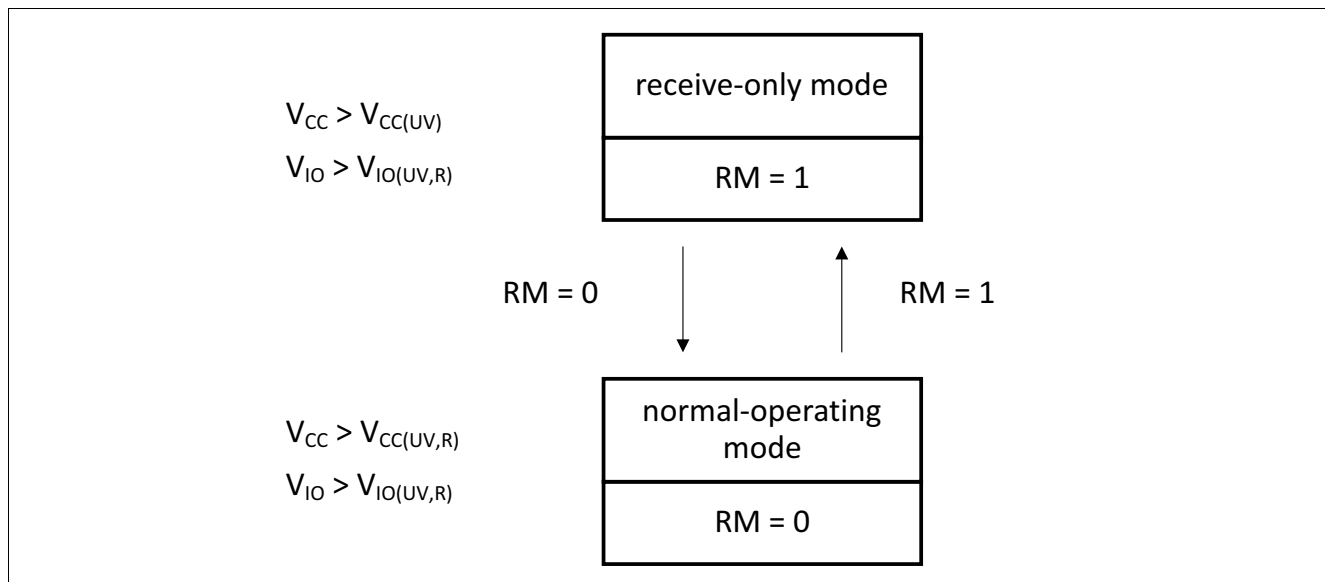 receive-only mode
V_CC > V_CC(UV)
V_IO > V_IO(UV,R)
RM = 1
RM = 0
RM = 1
normal-operating
mode
V_CC > V_CC(UV,R)
V_IO > V_IO(UV,R)
RM = 0